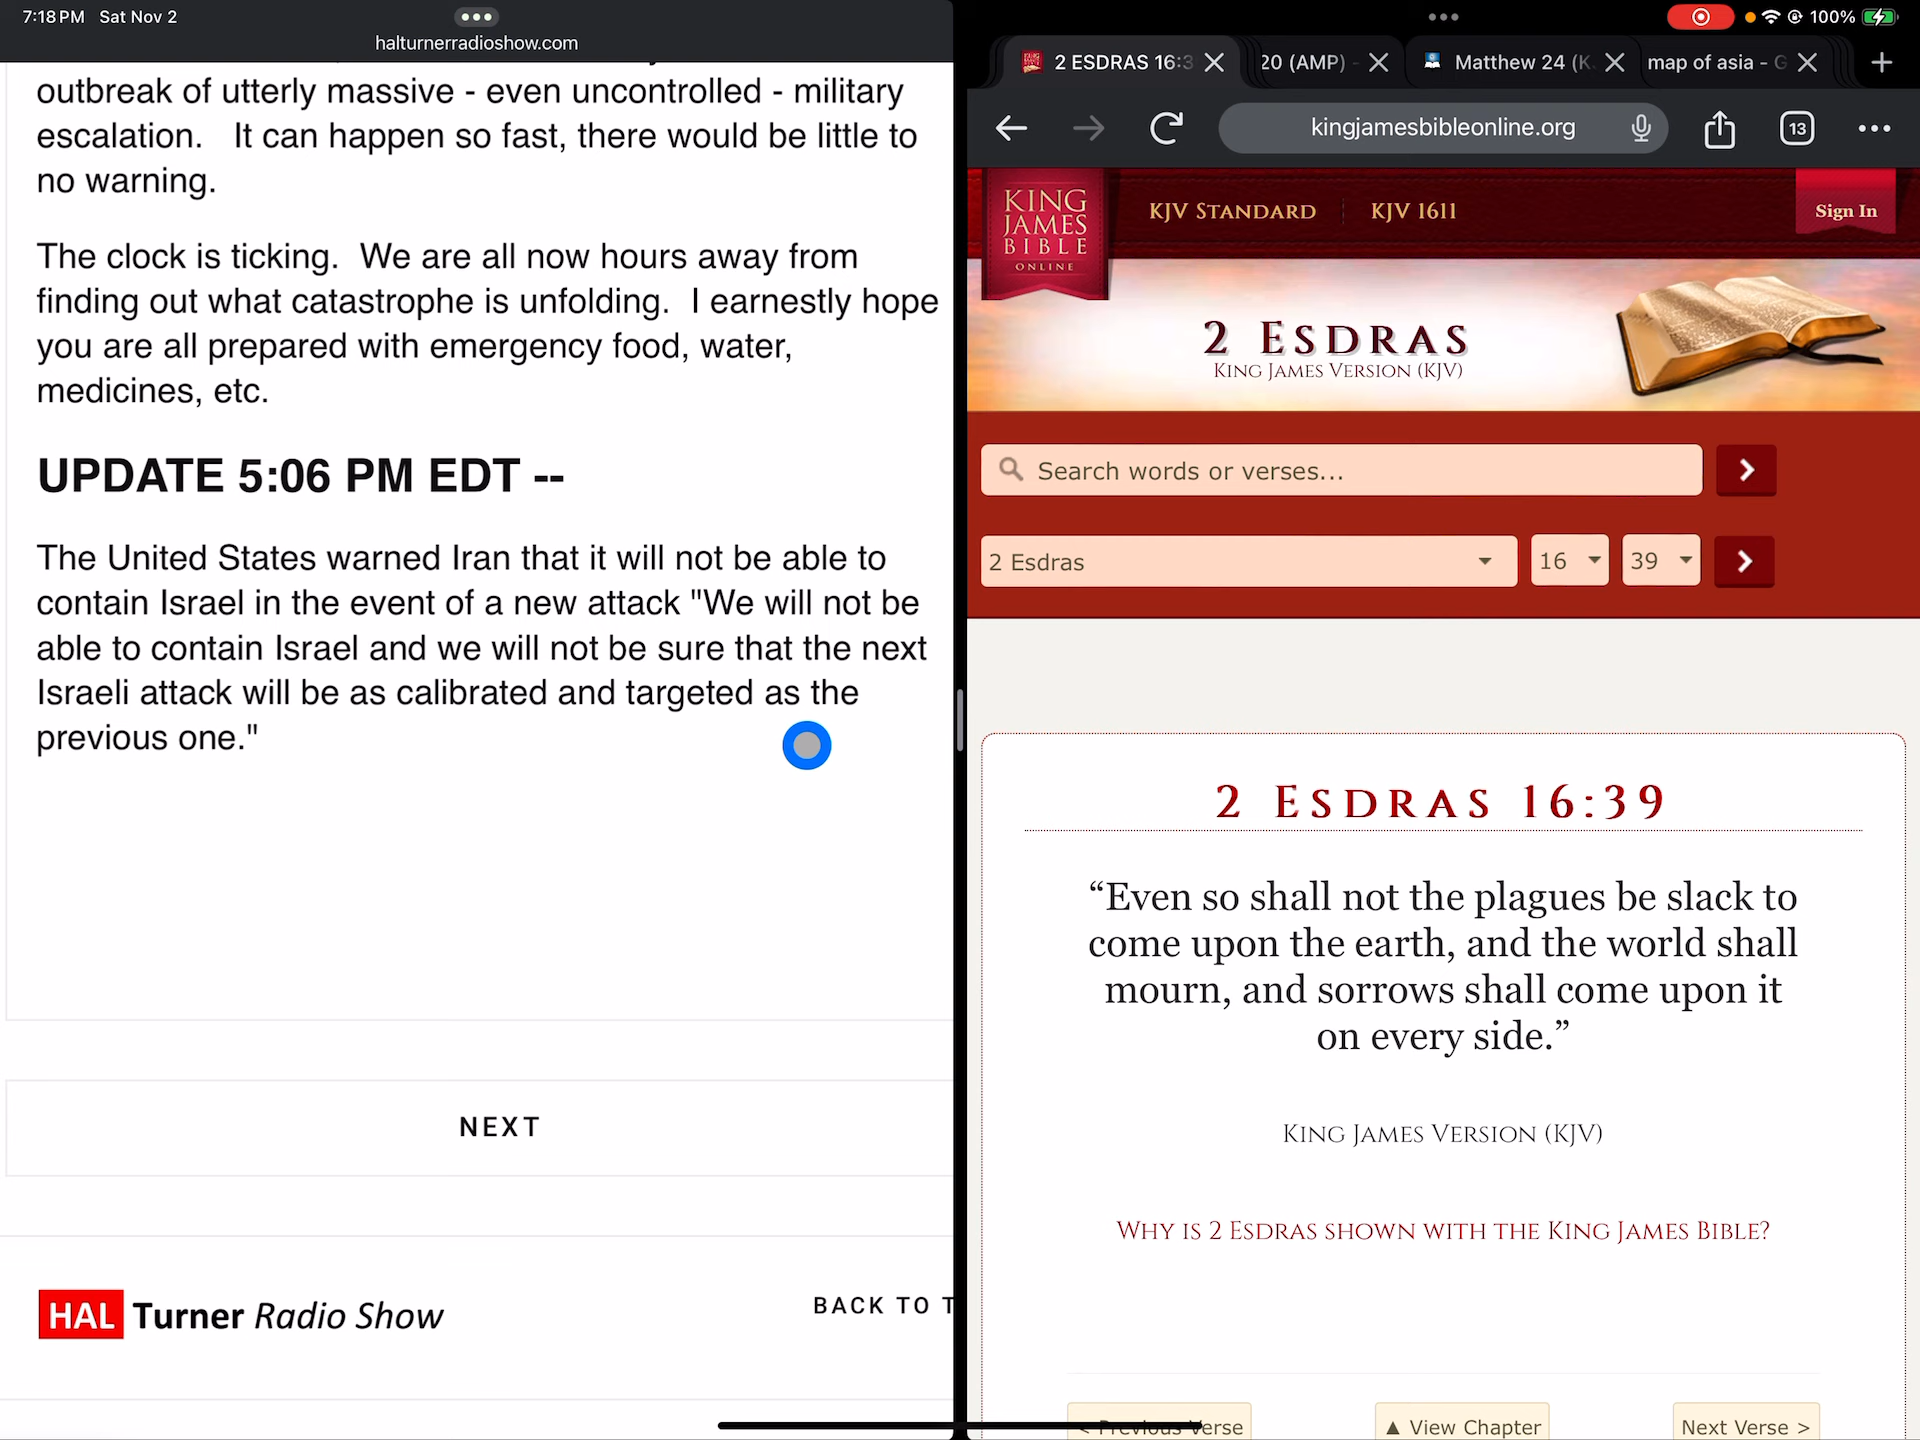 7:18 PM Sat Nov 2
halturnerradioshow.com
outbreak of utterly massive - even uncontrolled - military
escalation. It can happen so fast, there would be little to
no warning.
The clock is ticking. We are all now hours away from
finding out what catastrophe is unfolding. I earnestly hope
you are all prepared with emergency food, water,
medicines, etc.
UPDATE 5:06 PM EDT --
The United States warned Iran that it will not be able to
contain Israel in the event of a new attack "We will not be
able to contain Israel and we will not be sure that the next
Israeli attack will be as calibrated and targeted as the
previous one."
NEXT
HAL Turner Radio Show
BACK TO T
100%
2 ESDRAS 16:3
20 (AMP) -
Matthew 24 (K
map of asia - G
kingjamesbibleonline.org
13
KING
JAMES
BIBLE
ONLINE
KJV STANDARD
KJV 1611
Sign In
2 ESDRAS
KING JAMES VERSION (KJV)
Search words or verses...
2 Esdras
16
39
2 ESDRAS 16:39
“Even so shall not the plagues be slack to
come upon the earth, and the world shall
mourn, and sorrows shall come upon it
on every side.”
KING JAMES VERSION (KJV)
WHY IS 2 ESDRAS SHOWN WITH THE KING JAMES BIBLE?
< Previous Verse
▲ View Chapter
Next Verse >